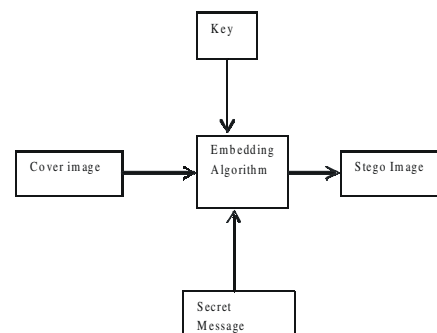 Key
Cover image
Embedding
Algorithm
Stego Image
Secret
Message